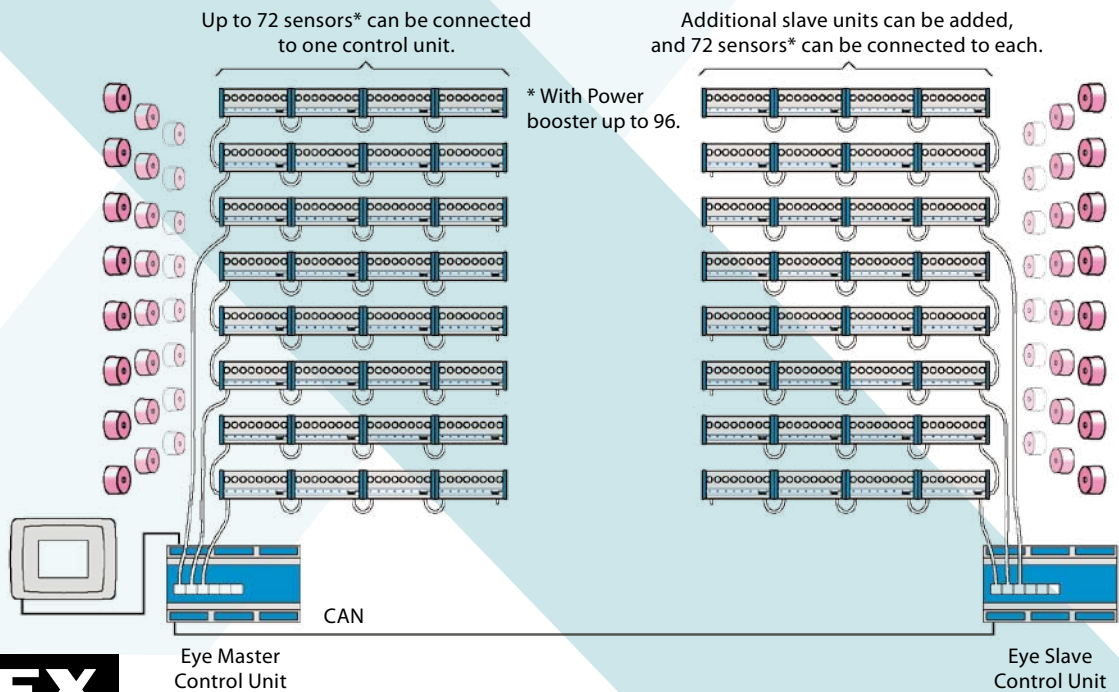 Up to 72 sensors* can be connected
to one control unit.
Additional slave units can be added,
and 72 sensors* can be connected to each.
* With Power
booster up to 96.
CAN
Eye Master
Control Unit
Eye Slave
Control Unit
EX